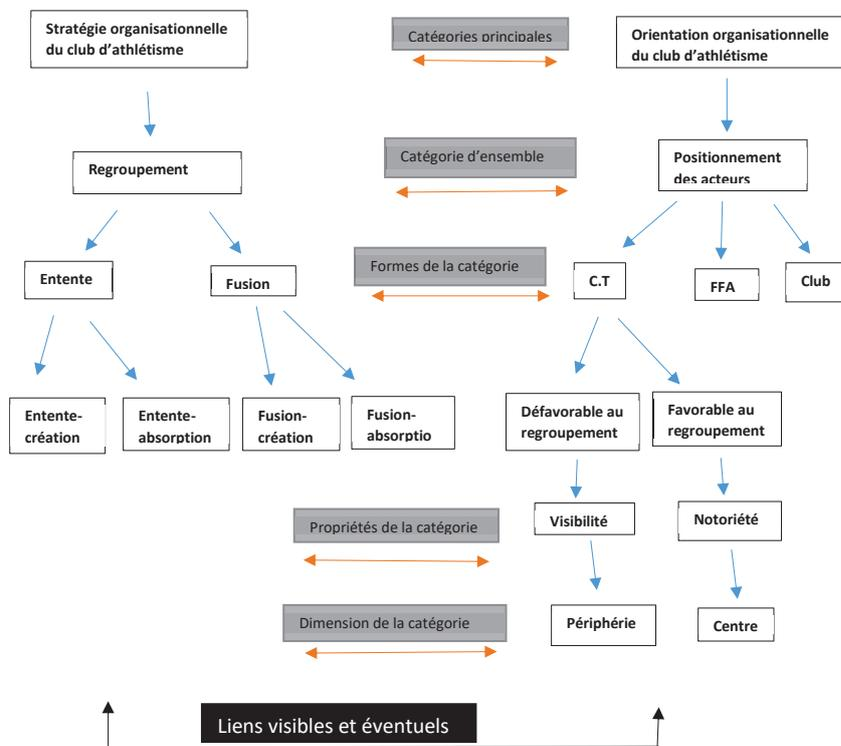 Stratégie organisationnelle
du club d'athlétisme
Catégories principales
Orientation organisationnelle
du club d'athlétisme
Regroupement
Catégorie d'ensemble
Positionnement
des acteurs
Entente
Fusion
Formes de la catégorie
C.T
FFA
Club
Entente-
création
Entente-
absorption
Fusion-
création
Fusion-
absorptio
Défavorable au
regroupement
Favorable au
regroupement
Propriétés de la catégorie
Visibilité
Notoriété
Dimension de la catégorie
Périphérie
Centre
Liens visibles et éventuels